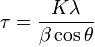 τ = Kλ / β cos θ